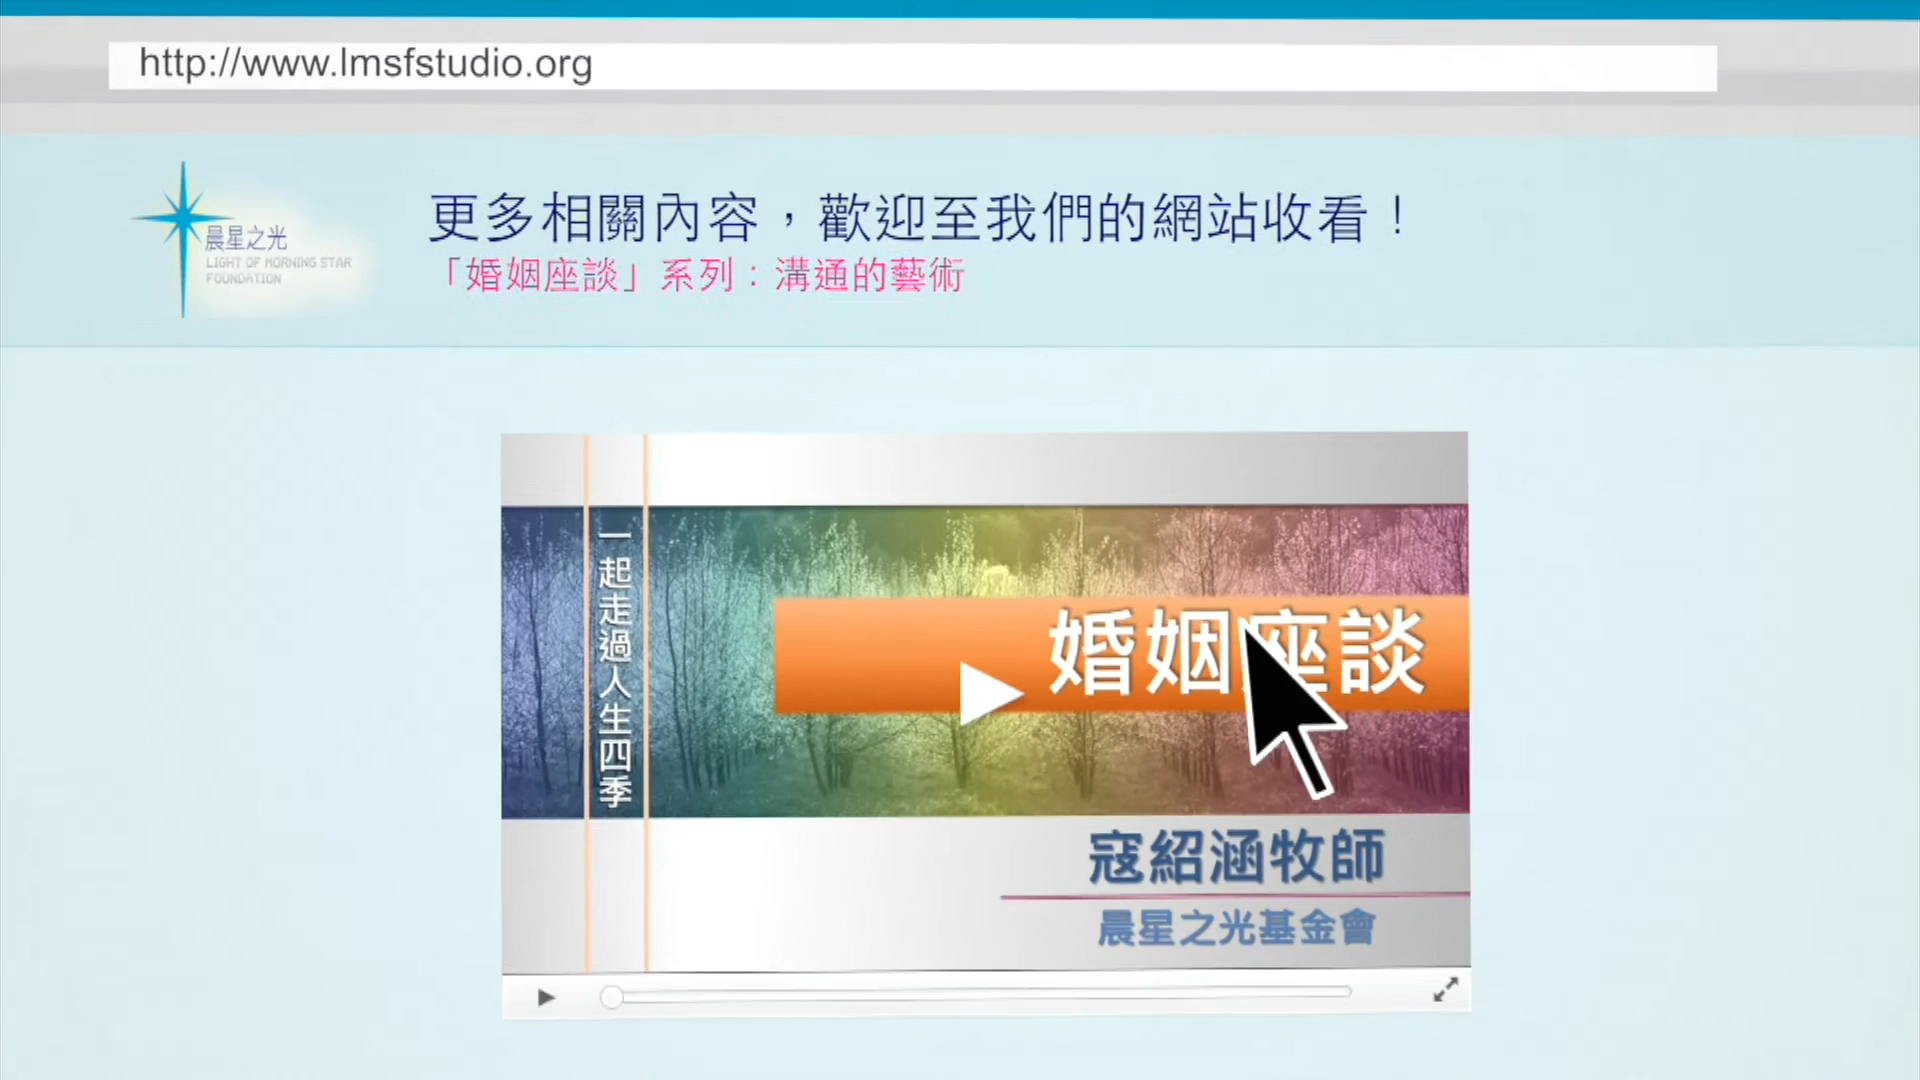 http://www.lmsfstudio.org
晨星之光
LIGHT OF MORNING STAR
FOUNDATION
更多相關內容，歡迎至我們的網站收看！
「婚姻座談」系列：溝通的藝術
一起走過人生四季
婚姻座談
寇紹涵牧師
晨星之光基金會